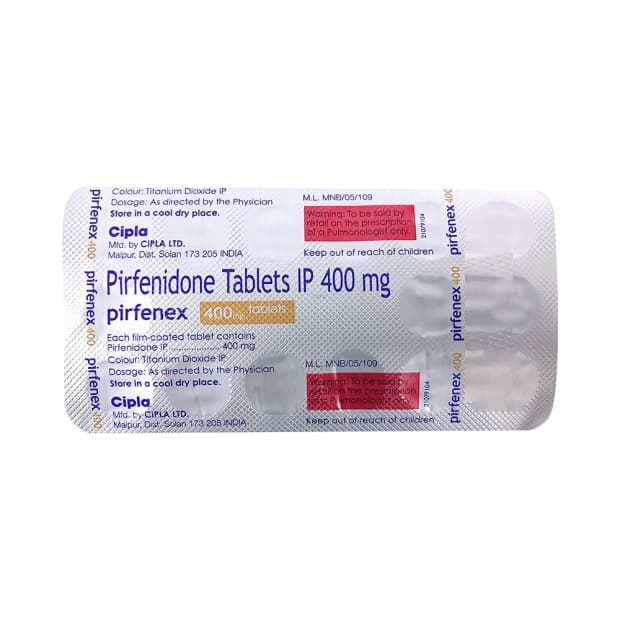 Colour: Titanium Dioxide IP
Dosage: As directed by the Physician
Store in a cool dry place.
Cipla
Mfd. by CIPLA LTD.
Malpur, Dist. Solan 173 205 INDIA
M.L. MNB/05/109
Warning: To be sold by
retail on the prescription
of a Pulmonologist only.
21079104
Keep out of reach of children
Pirfenidone Tablets IP 400 mg
pirfenex 400mg tablets
Each film-coated tablet contains
Pirfenidone IP .................. 400 mg
Colour: Titanium Dioxide IP
Dosage: As directed by the Physician
Store in a cool dry place.
Cipla
Mfd. by CIPLA LTD.
Malpur, Dist. Solan 173 205 INDIA
M.L. MNB/05/109
Warning: To be sold by
retail on the prescription
Pulmonologist only.
21079104
Keep out of reach of children
pirfenex 400
pirfenex 400
pirfenex
pirfenex 400
pirfenex 400
pirfenex 400